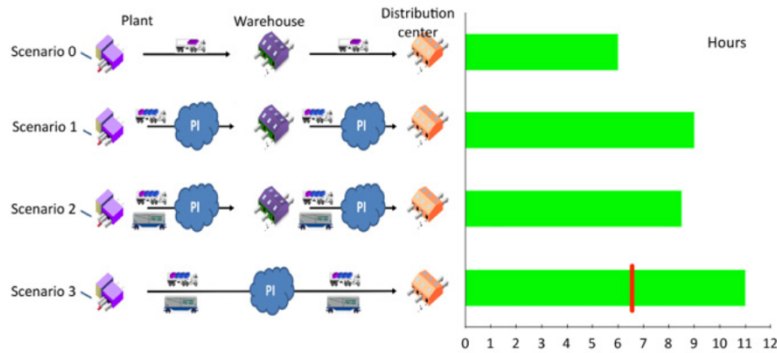 Plant
Warehouse
Distribution
center
Hours
Scenario 0
Scenario 1
PI
PI
Scenario 2
PI
PI
Scenario 3
PI
0 1 2 3 4 5 6 7 8 9 10 11 12